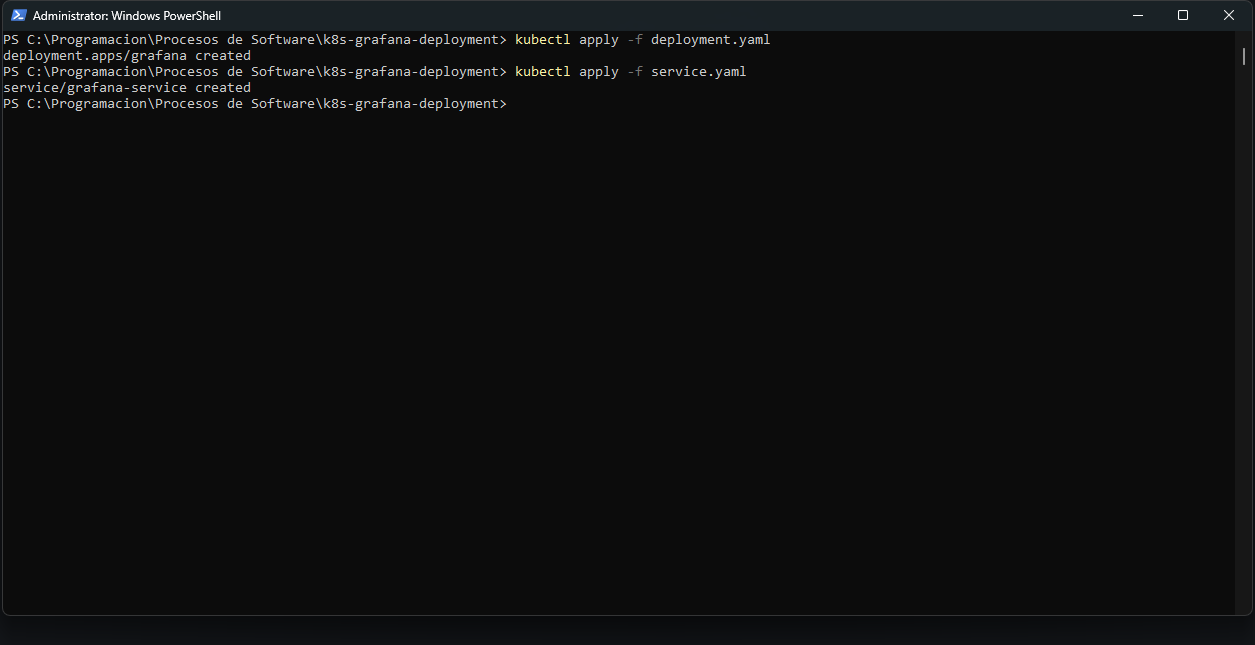 Administrator: Windows PowerShell
PS C:\Programacion\Procesos de Software\k8s-grafana-deployment> kubectl apply -f deployment.yaml
deployment.apps/grafana created
PS C:\Programacion\Procesos de Software\k8s-grafana-deployment> kubectl apply -f service.yaml
service/grafana-service created
PS C:\Programacion\Procesos de Software\k8s-grafana-deployment>